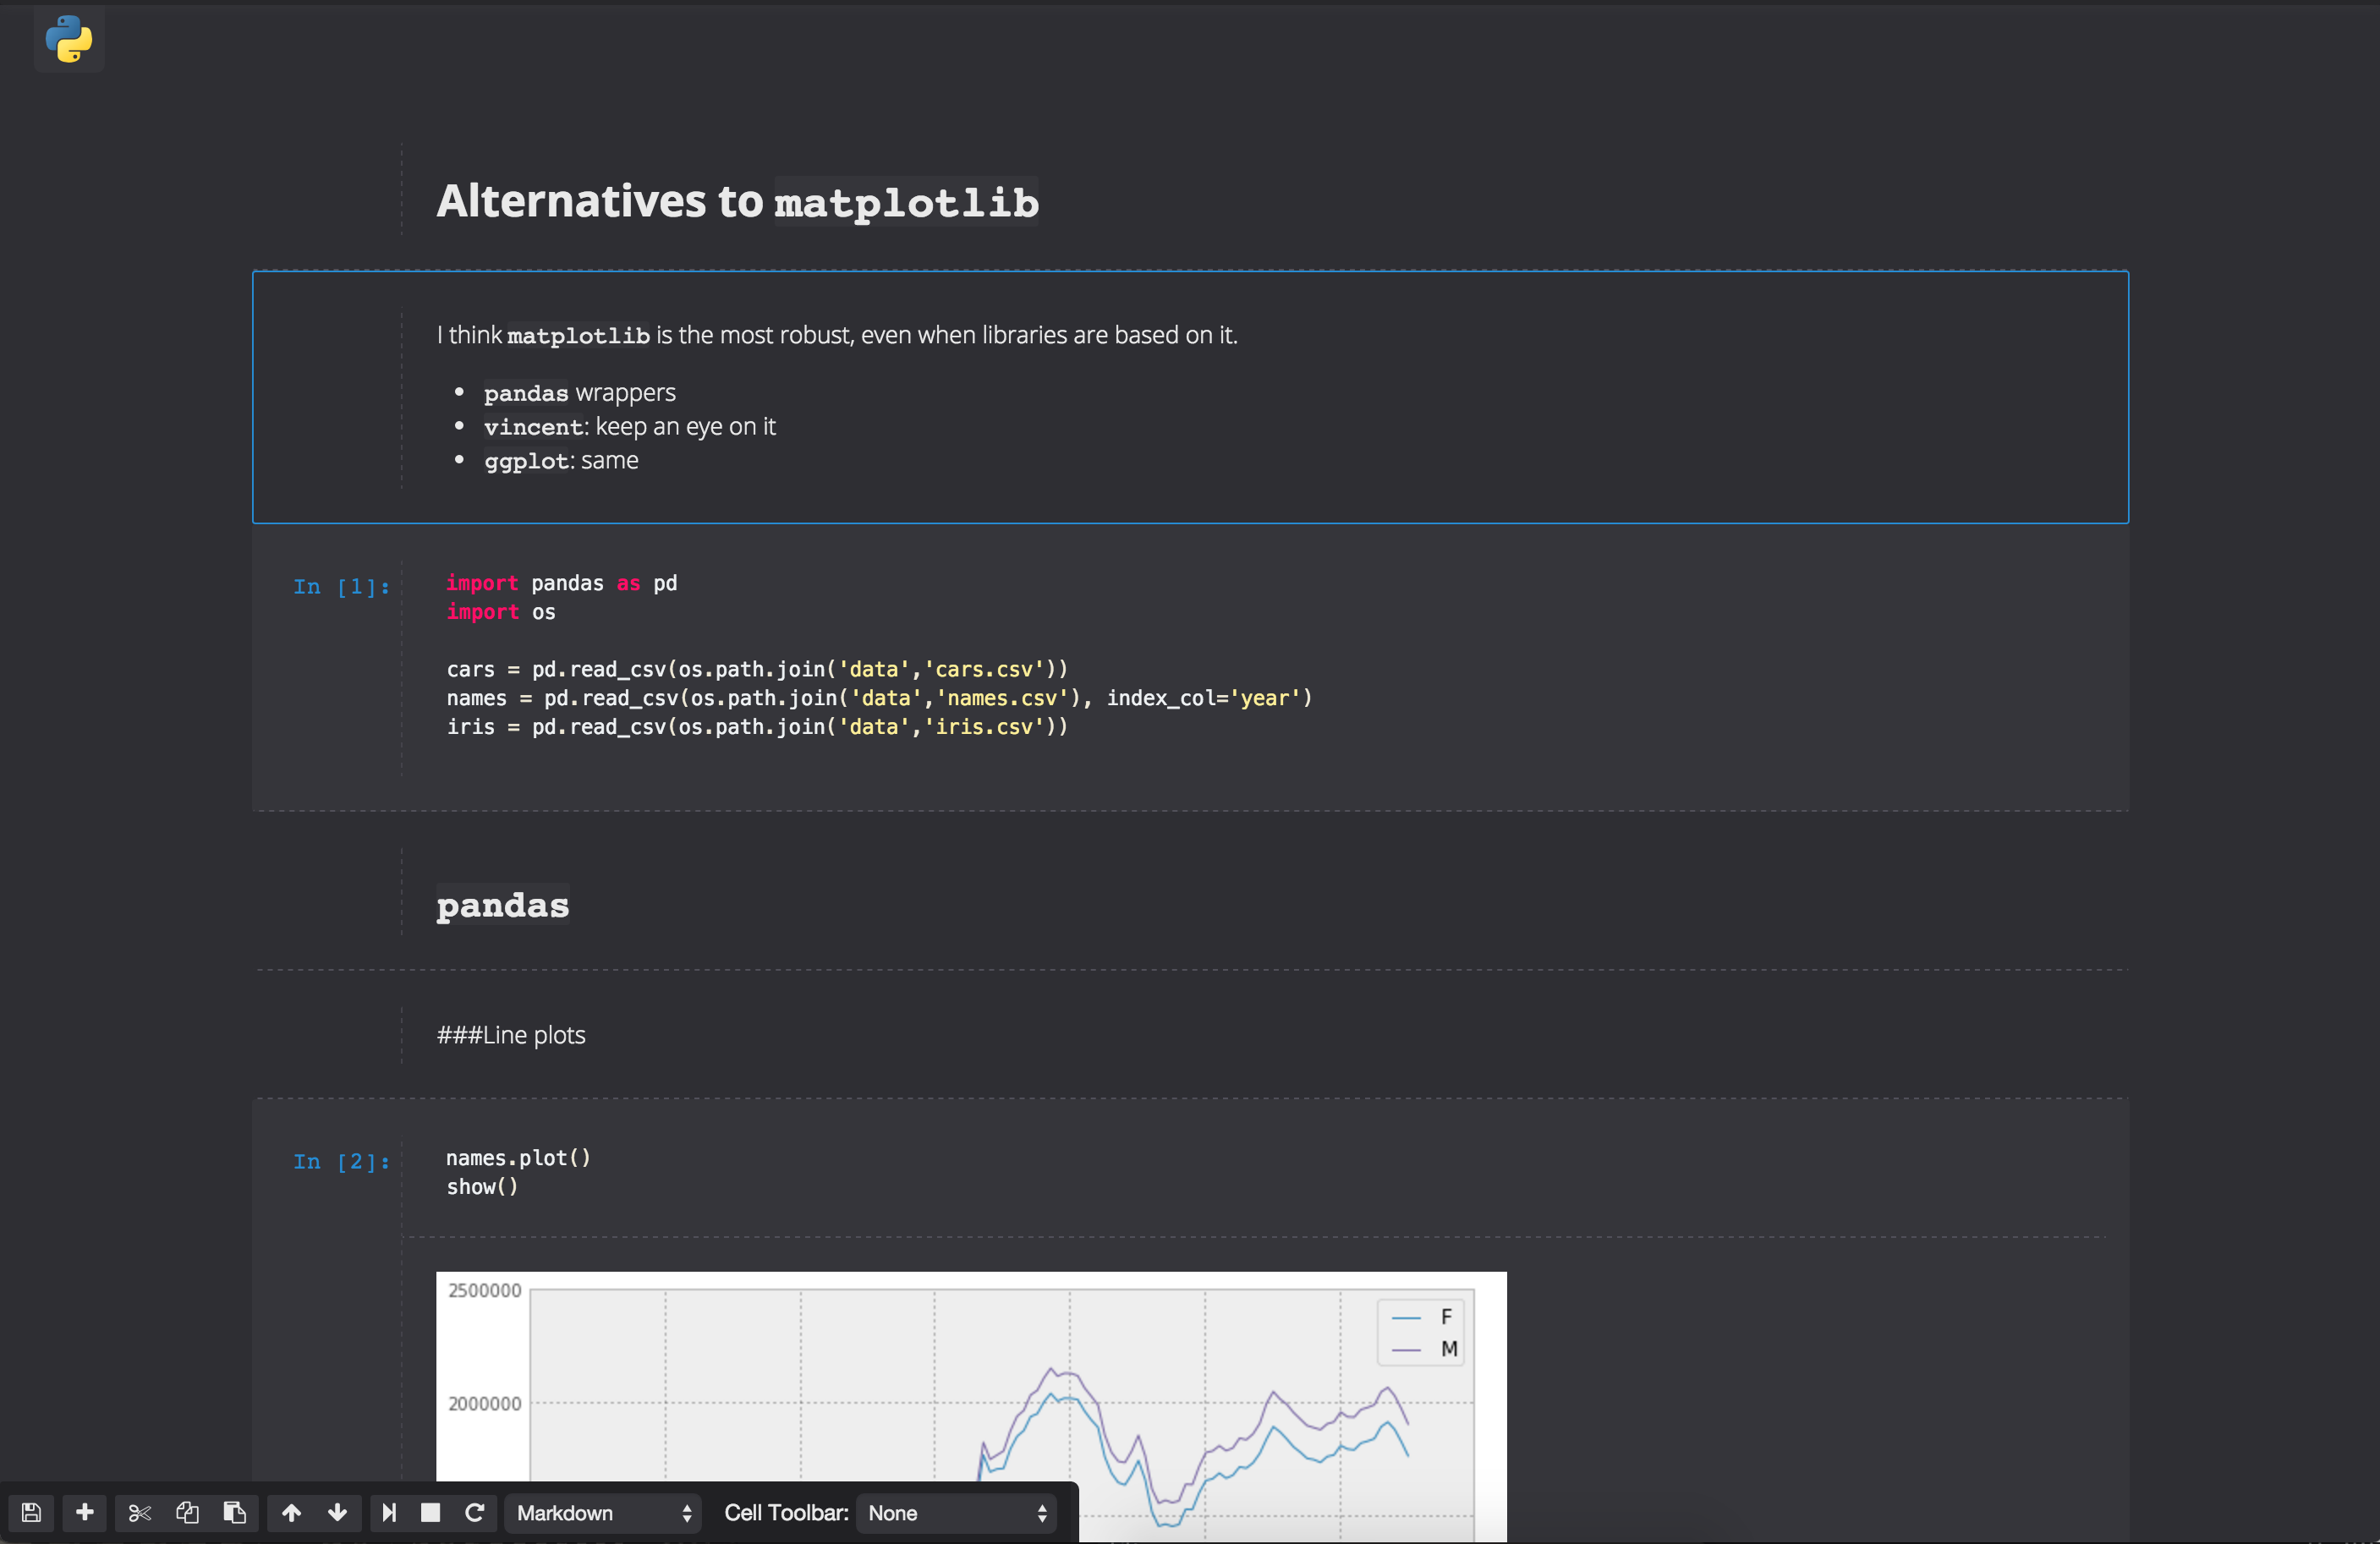 Alternatives to matplotlib
I think matplotlib is the most robust, even when libraries are based on it.
• pandas wrappers
• vincent: keep an eye on it
• ggplot: same
In [1]:
import pandas as pd
import os
cars = pd.read_csv(os.path.join('data','cars.csv'))
names = pd.read_csv(os.path.join('data','names.csv'), index_col='year')
iris = pd.read_csv(os.path.join('data','iris.csv'))
pandas
###Line plots
In [2]:
names.plot()
show()
2500000
F
M
2000000
Markdown
Cell Toolbar:
None